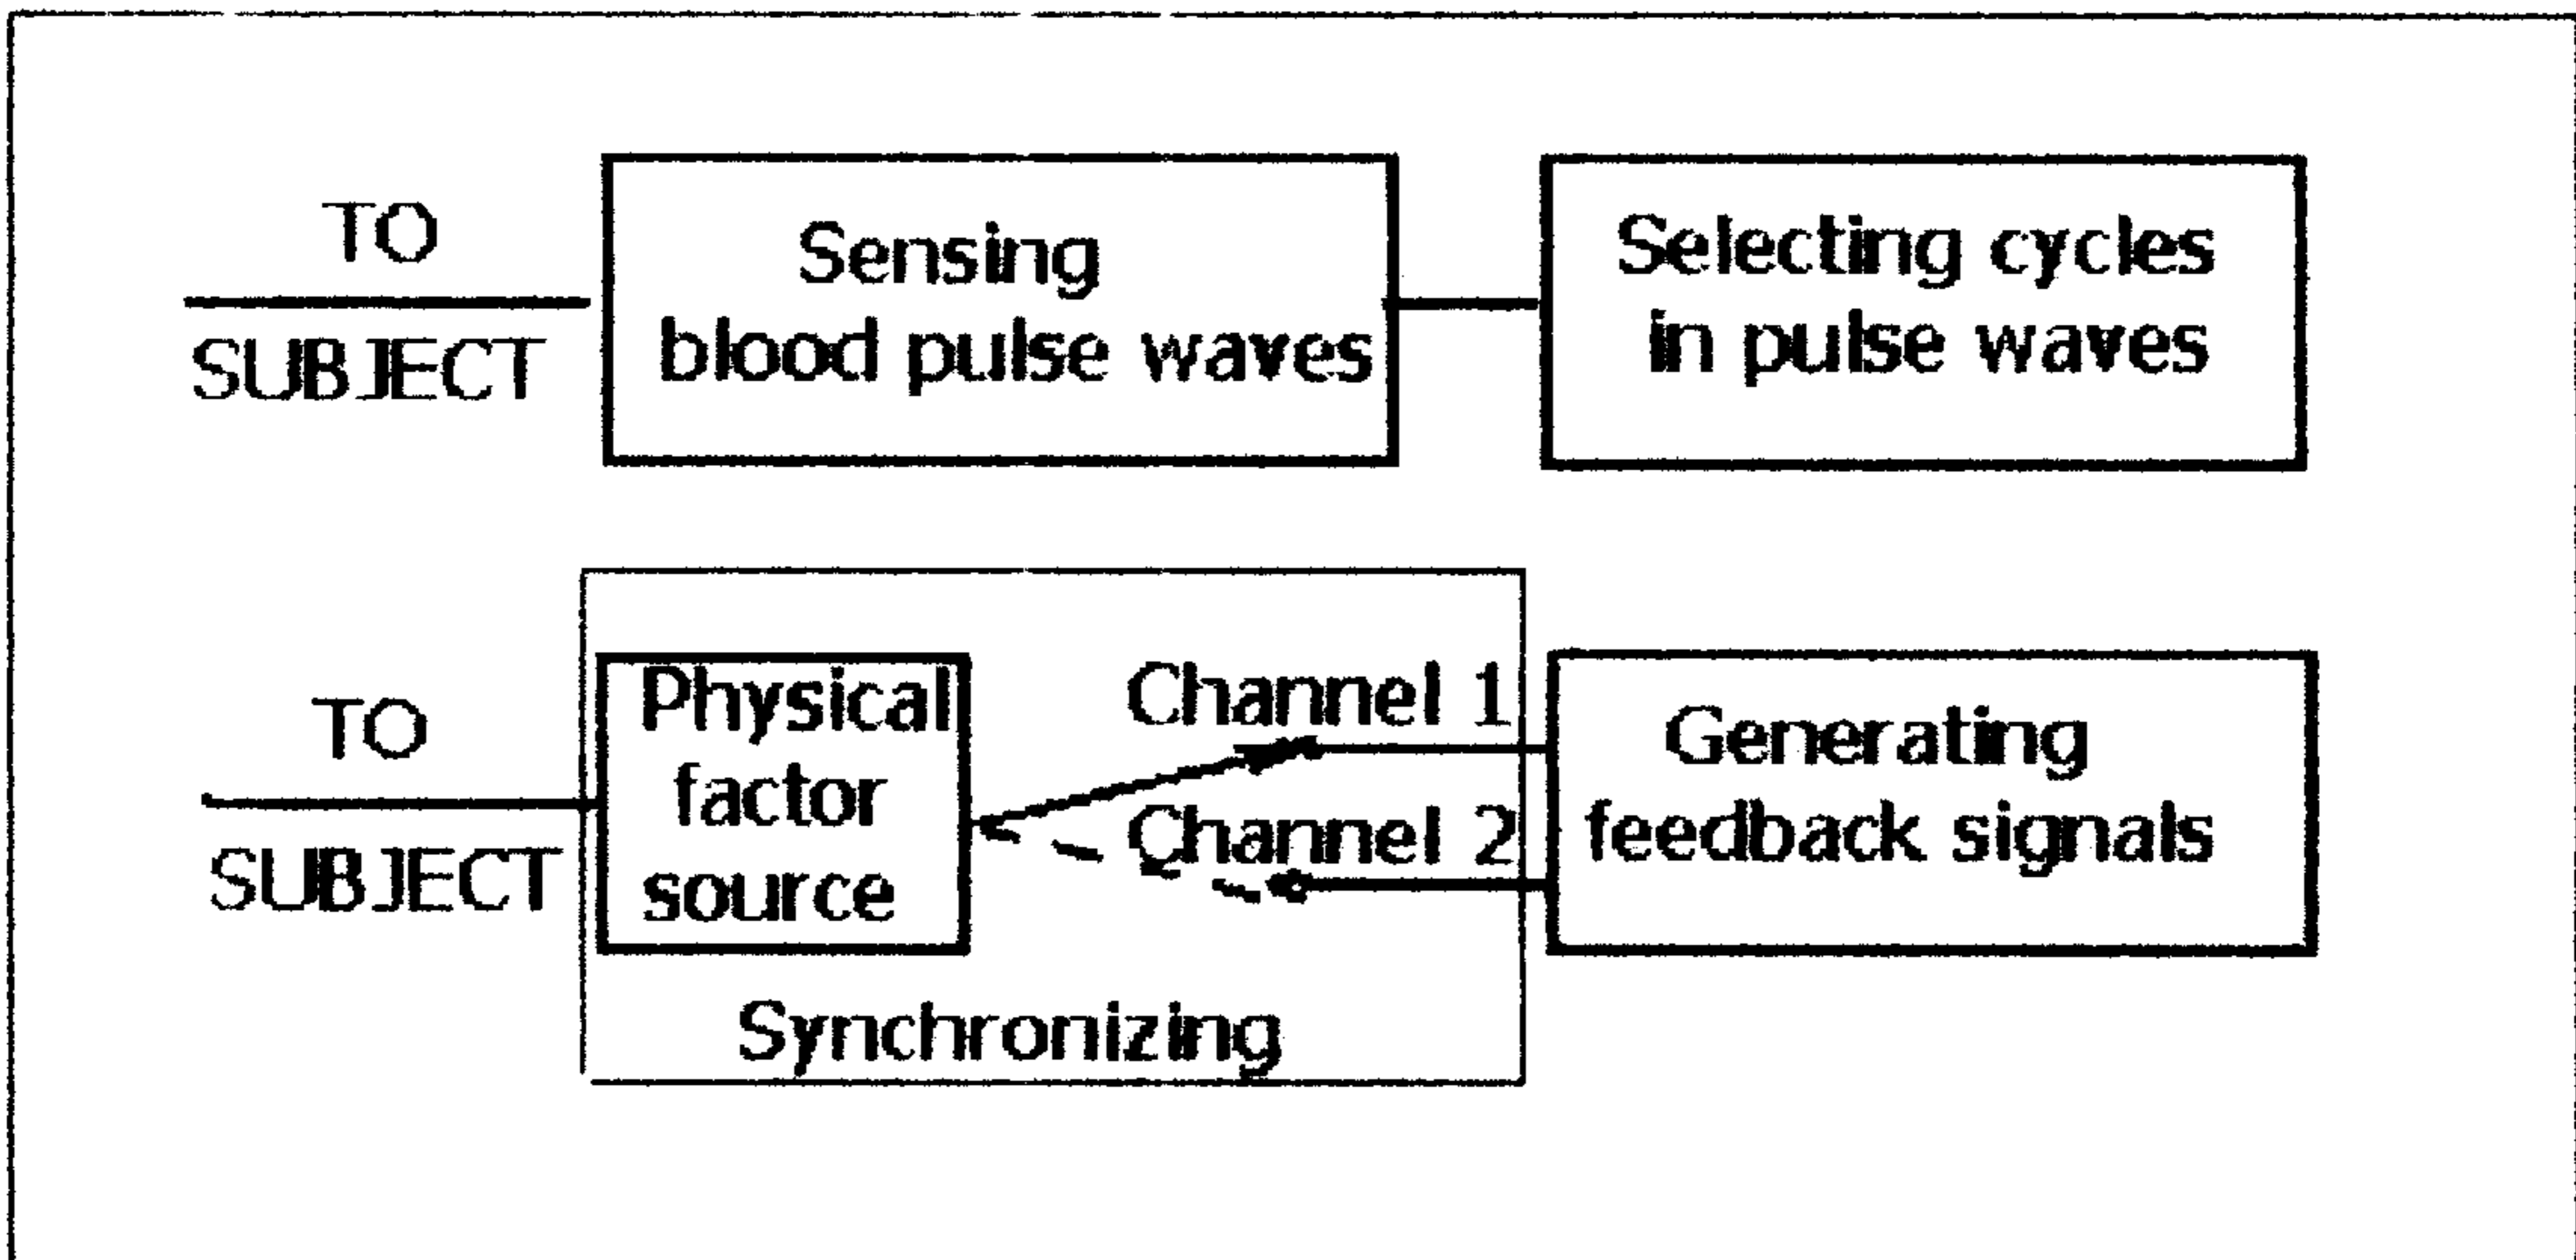 TO
SUBJECT
Sensing
blood pulse waves
Selecting cycles
in pulse waves
TO
SUBJECT
Physical
factor
source
Channel 1
Channel 2
Synchronizing
Generating
feedback signals